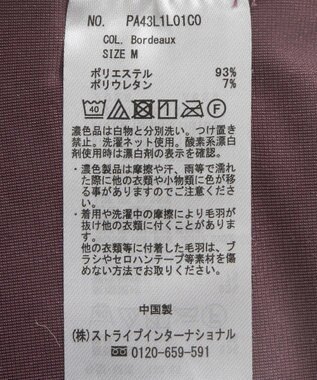 NO. PA43L1L01C0
COL. Bordeaux
SIZE M
ポリエステル 93%
ポリウレタン 7%
40
濃色品は白物と分別洗い。つけ置き
禁止。洗濯ネット使用。酸素系漂白
剤使用時は漂白剤の表示を確認。
・濃色製品は摩擦や汗、雨等で濡れ
た際に他の衣類や小物類に色が移
る事がありますのでご注意くださ
い。
・着用や洗濯中の摩擦により毛羽が
抜け他の衣類に付くことがありま
す。
他の衣類等に付着した毛羽は、ブ
ラシやセロハンテープ等素材を傷
めない方法でお取りください。
中国製
(株)ストライプインターナショナル
0120-659-591